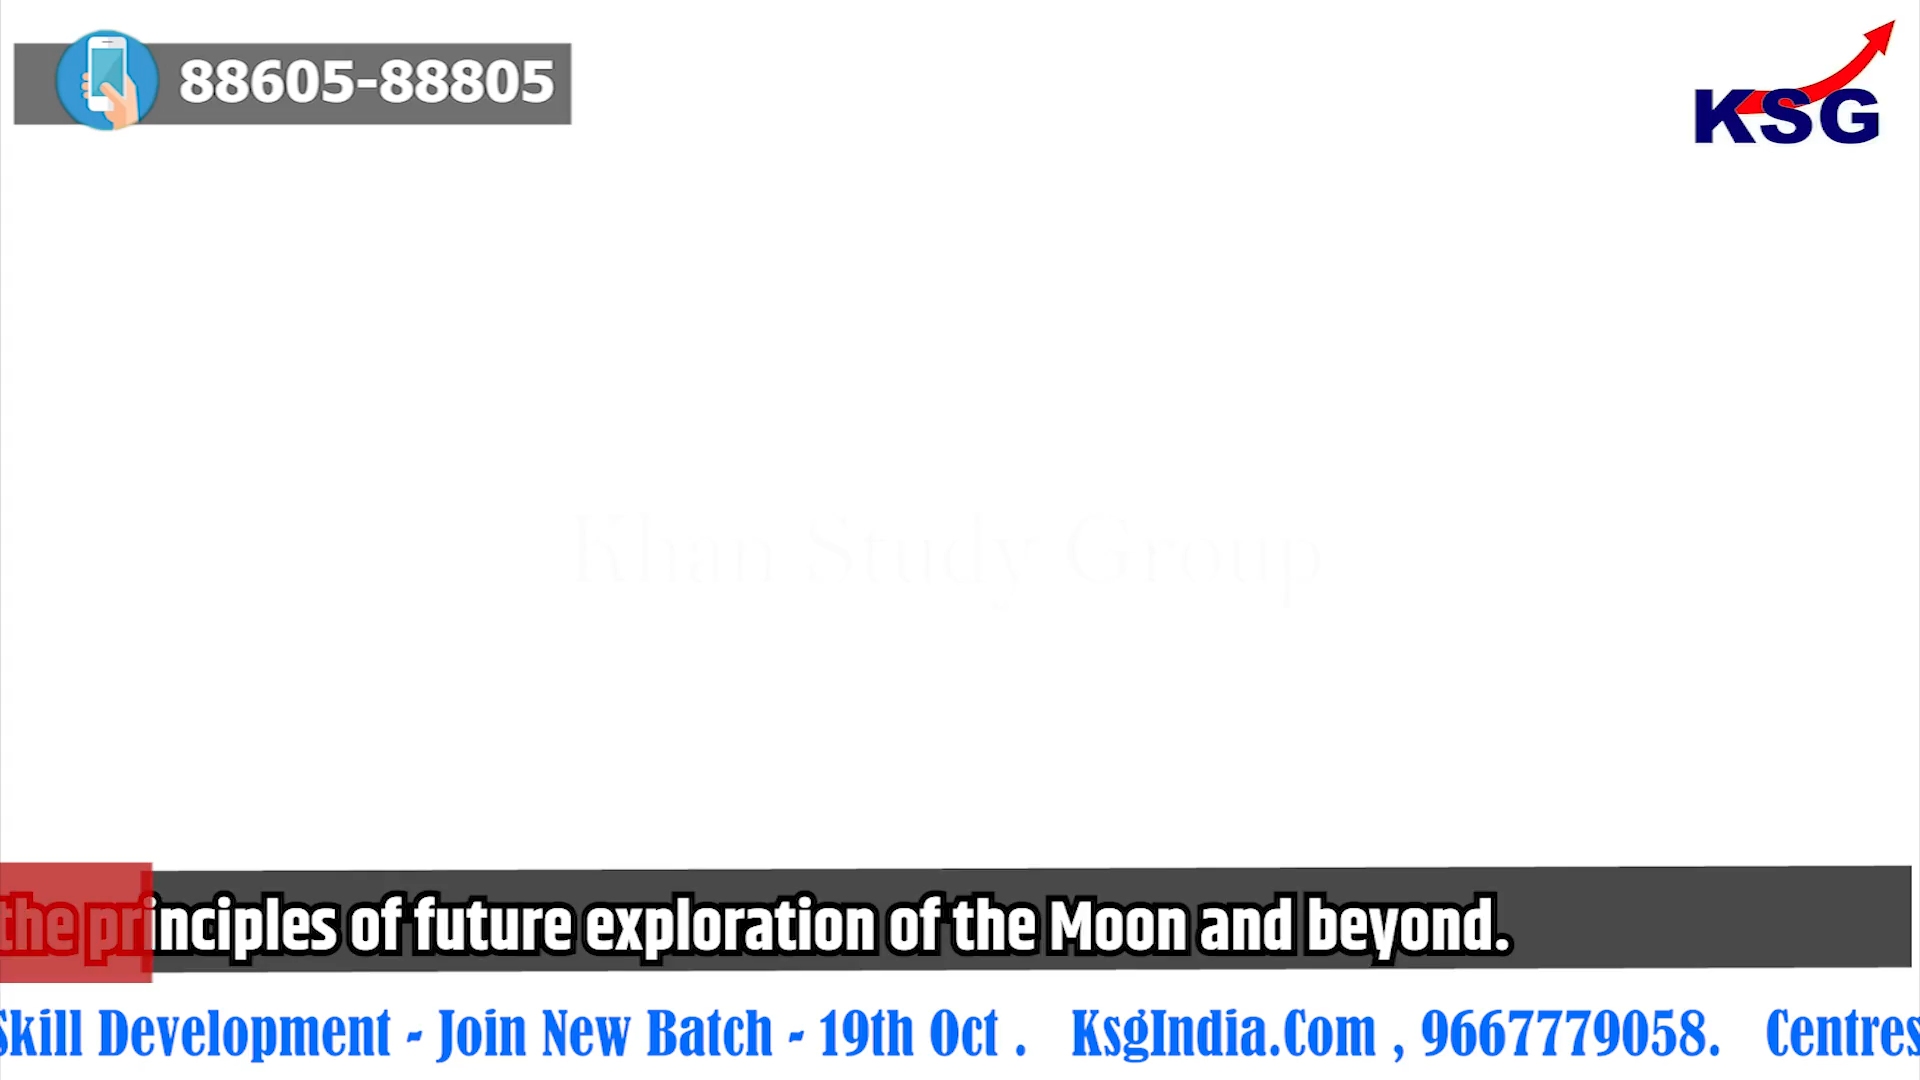 88605-88805
KSG
Khan Study Group
the principles of future exploration of the Moon and beyond.
Skill Development - Join New Batch - 19th Oct . KsgIndia.Com , 9667779058. Centres